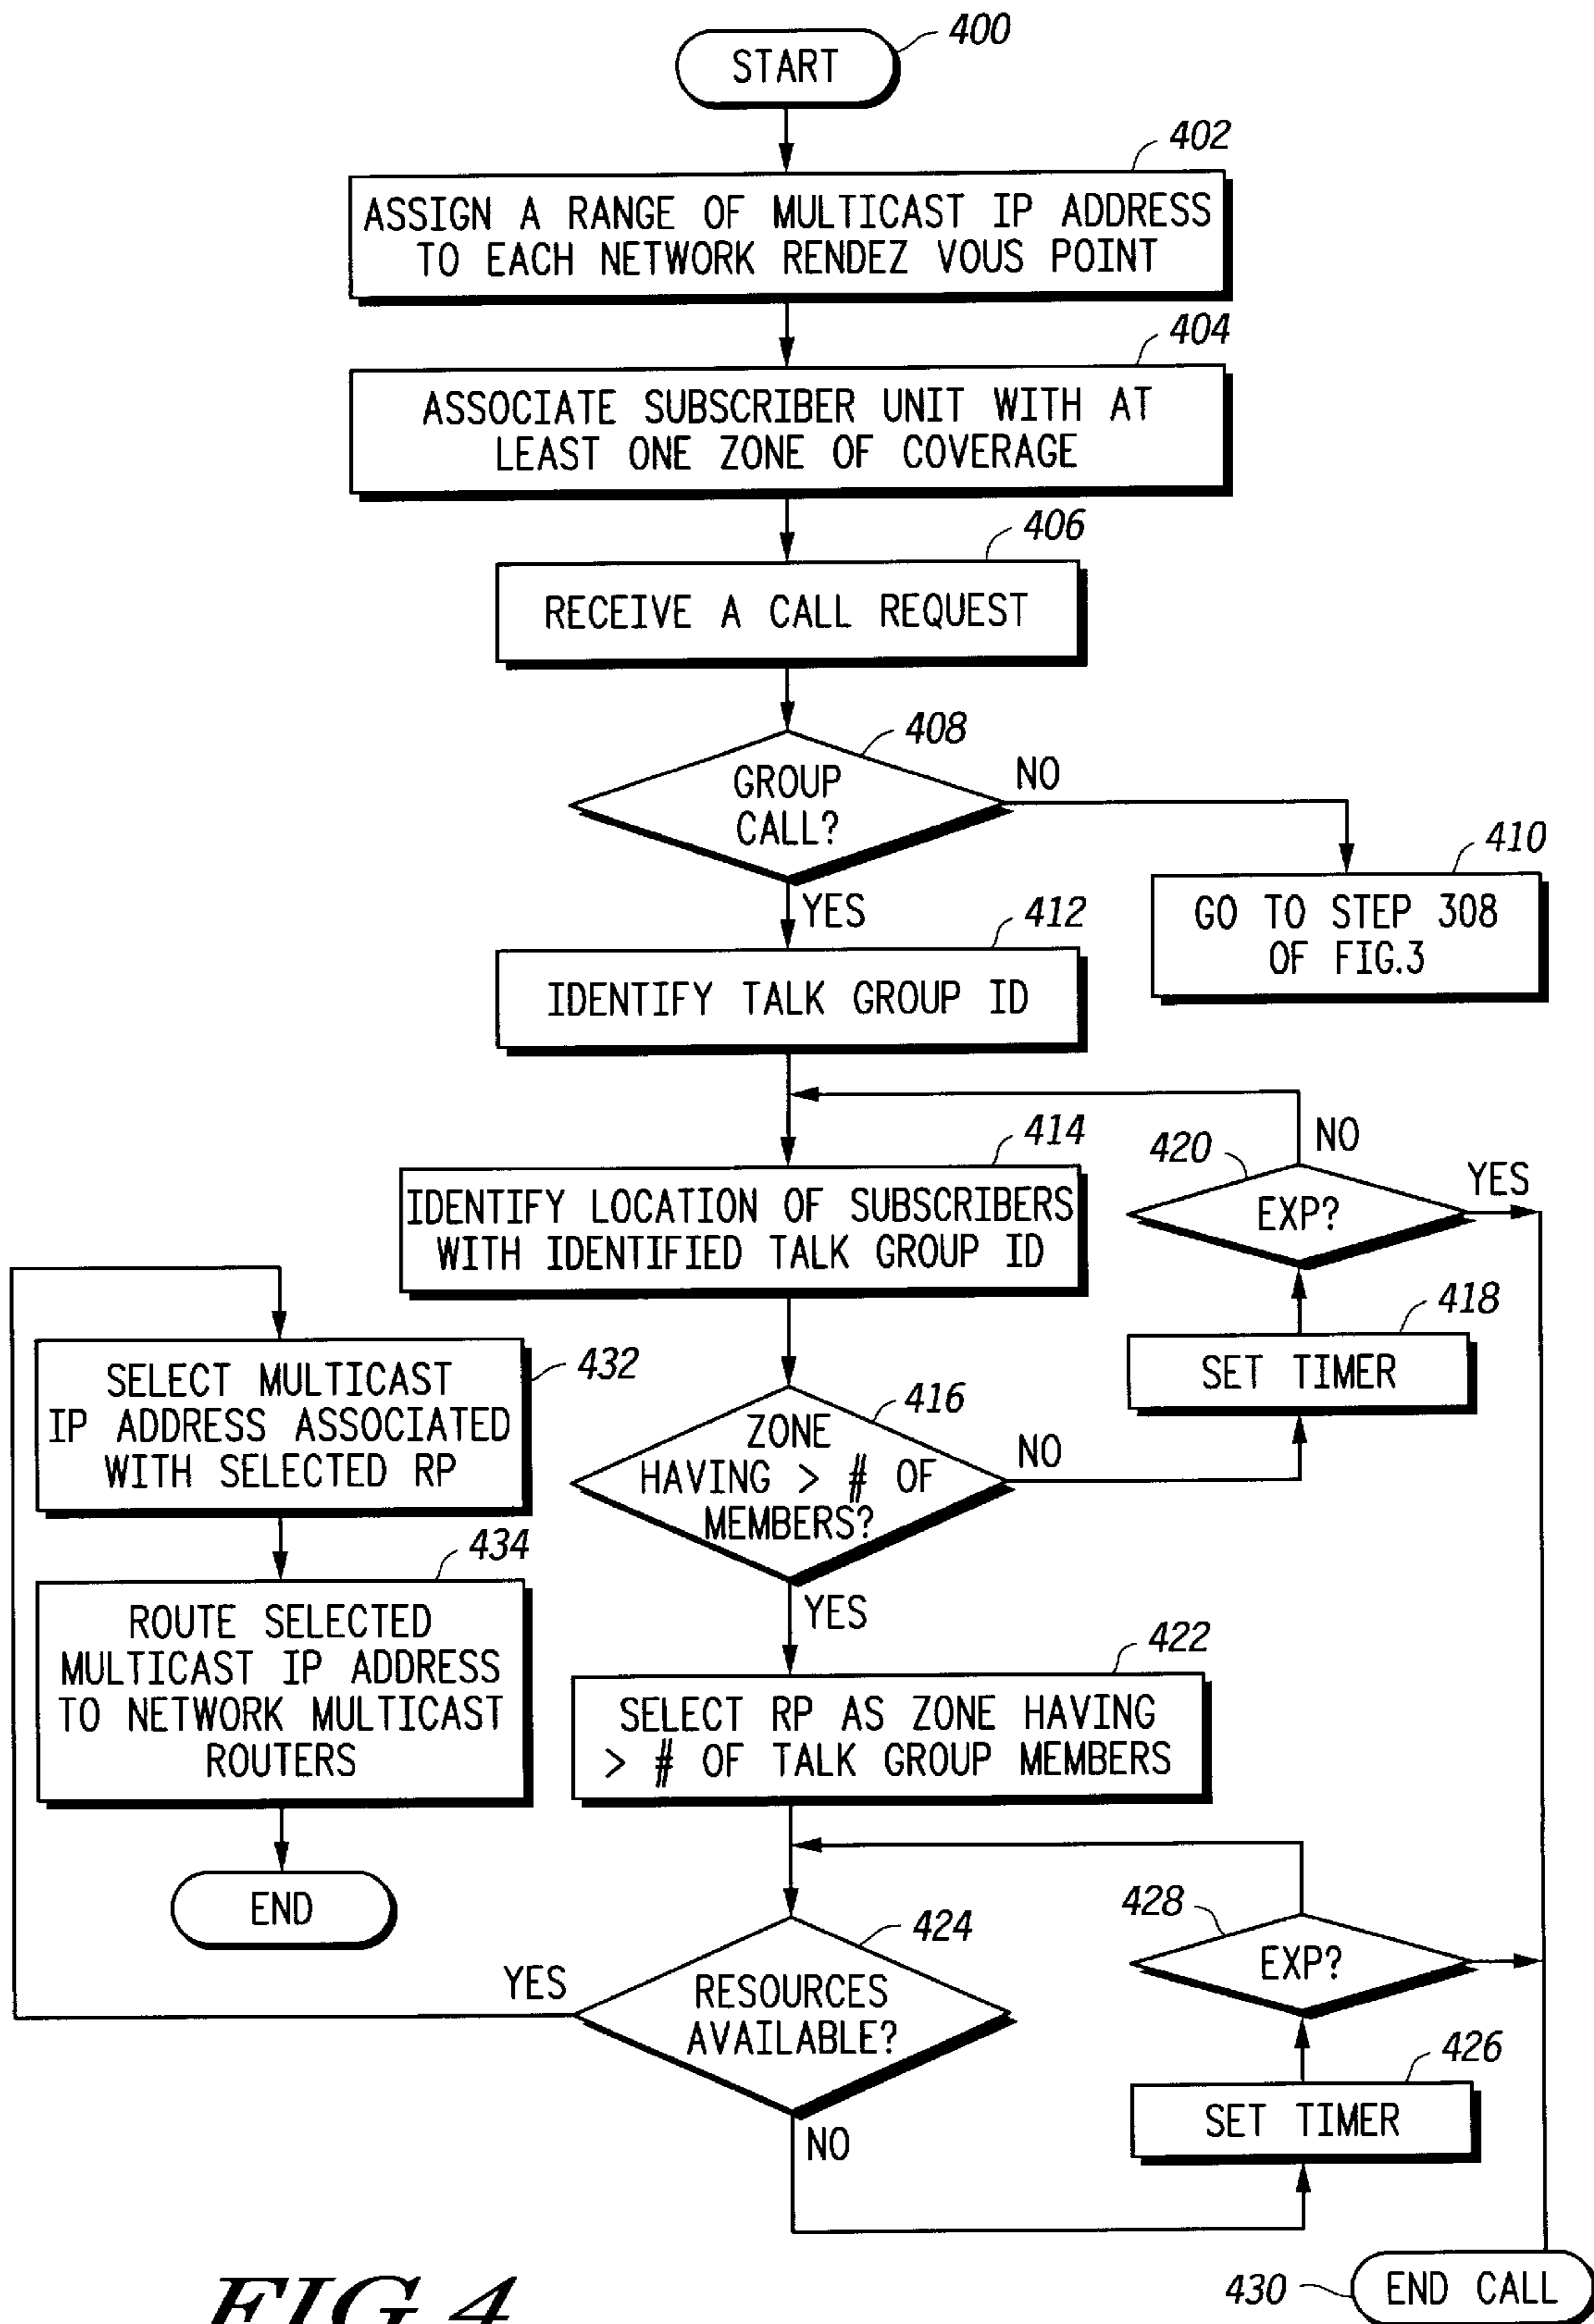 START
400
402
ASSIGN A RANGE OF MULTICAST IP ADDRESS
TO EACH NETWORK RENDEZ VOUS POINT
404
ASSOCIATE SUBSCRIBER UNIT WITH AT
LEAST ONE ZONE OF COVERAGE
406
RECEIVE A CALL REQUEST
408
GROUP
CALL?
NO
410
GO TO STEP 308
OF FIG.3
YES
412
IDENTIFY TALK GROUP ID
414
IDENTIFY LOCATION OF SUBSCRIBERS
WITH IDENTIFIED TALK GROUP ID
420
NO
EXP?
YES
418
SET TIMER
416
ZONE
HAVING > # OF
MEMBERS?
NO
YES
422
SELECT RP AS ZONE HAVING
> # OF TALK GROUP MEMBERS
424
RESOURCES
AVAILABLE?
YES
NO
428
EXP?
426
SET TIMER
430
END CALL
432
SELECT MULTICAST
IP ADDRESS ASSOCIATED
WITH SELECTED RP
434
ROUTE SELECTED
MULTICAST IP ADDRESS
TO NETWORK MULTICAST
ROUTERS
END
FIG.4